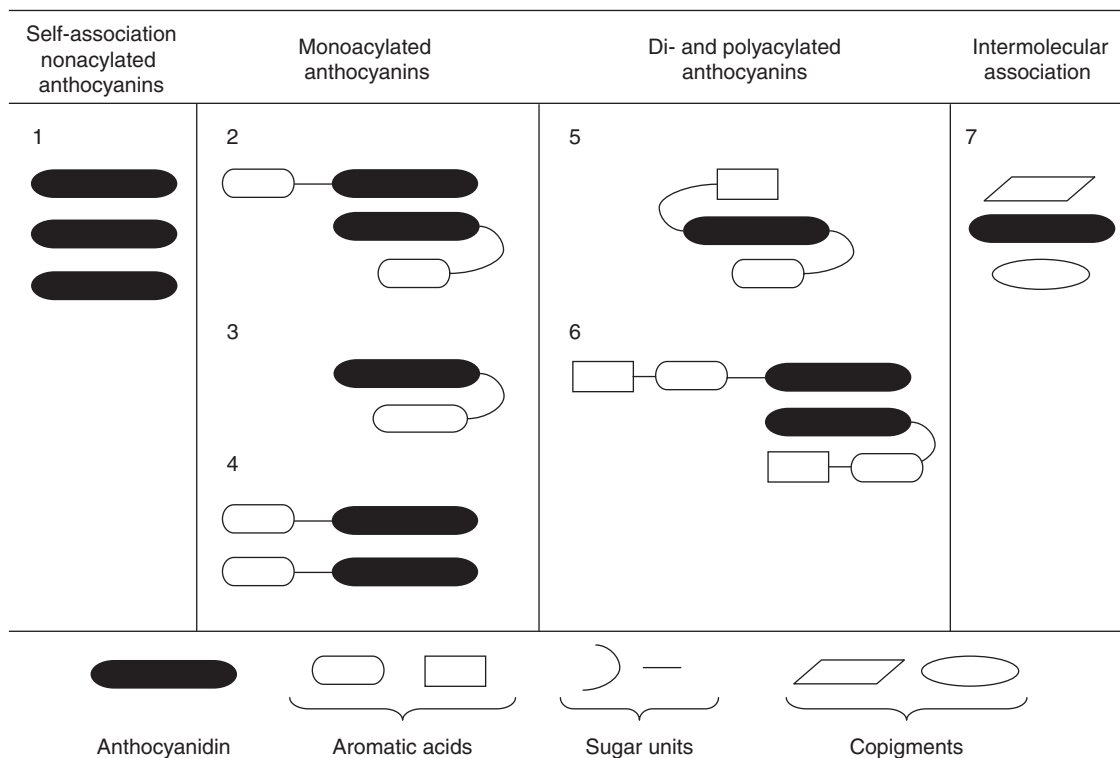 Self-association
nonacylated
anthocyanins
Monoacylated
anthocyanins
Di- and polyacylated
anthocyanins
Intermolecular
association
1
2
3
4
5
6
7
Anthocyanidin
Aromatic acids
Sugar units
Copigments